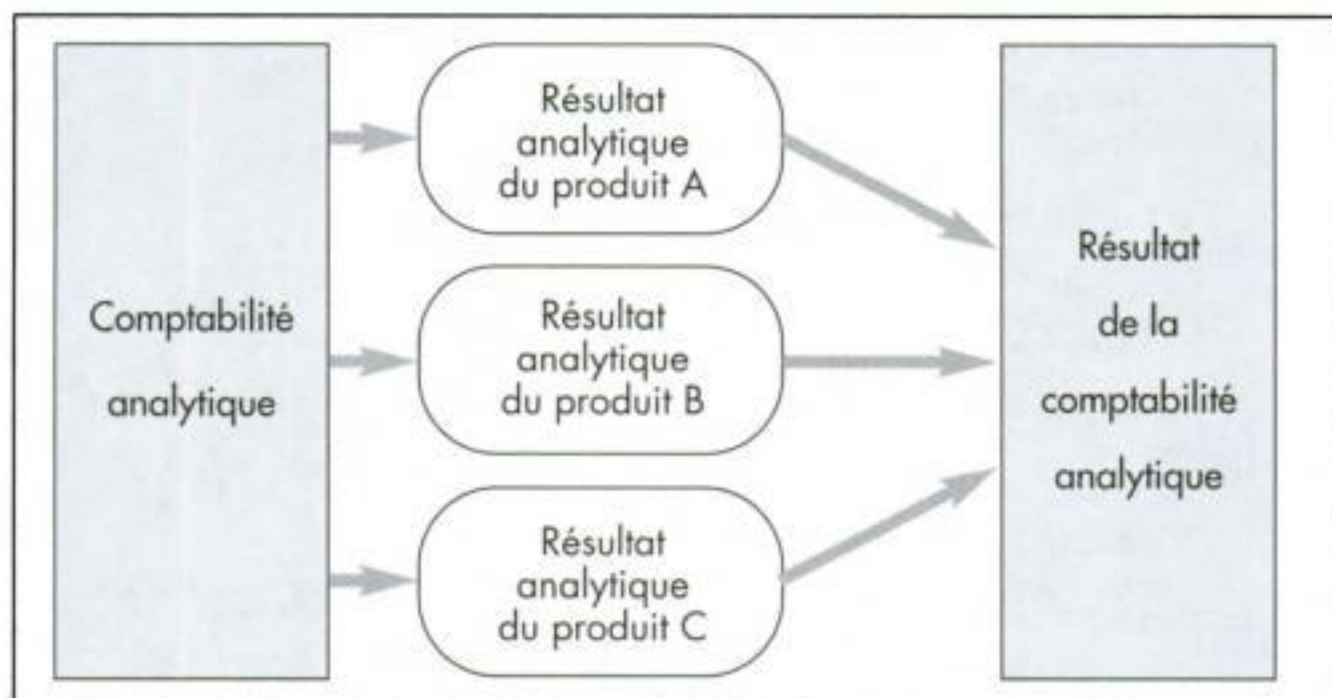 Comptabilité
analytique
Résultat
analytique
du produit A
Résultat
analytique
du produit B
Résultat
analytique
du produit C
Résultat
de la
comptabilité
analytique